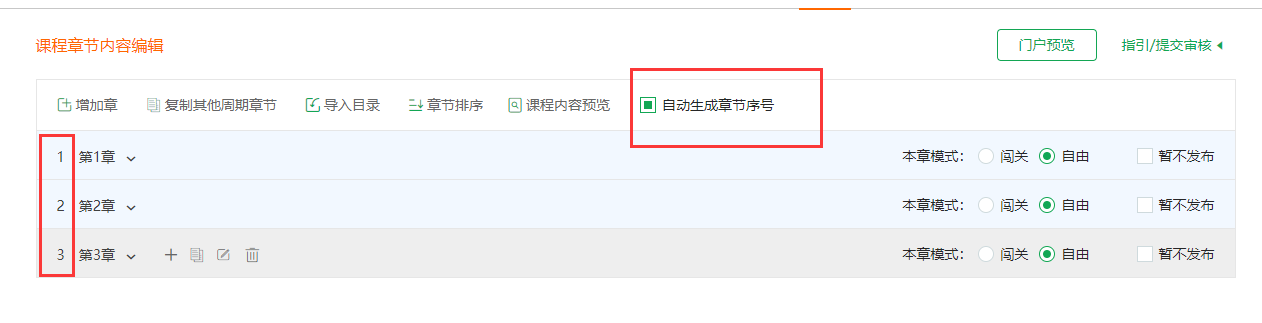 课程章节内容编辑 门户预览 指引/提交审核
增加章 复制其他周期章节 导入目录 章节排序 课程内容预览 自动生成章节序号
1 第1章 本章模式: 闯关 自由 暂不发布
2 第2章 本章模式: 闯关 自由 暂不发布
3 第3章 本章模式: 闯关 自由 暂不发布